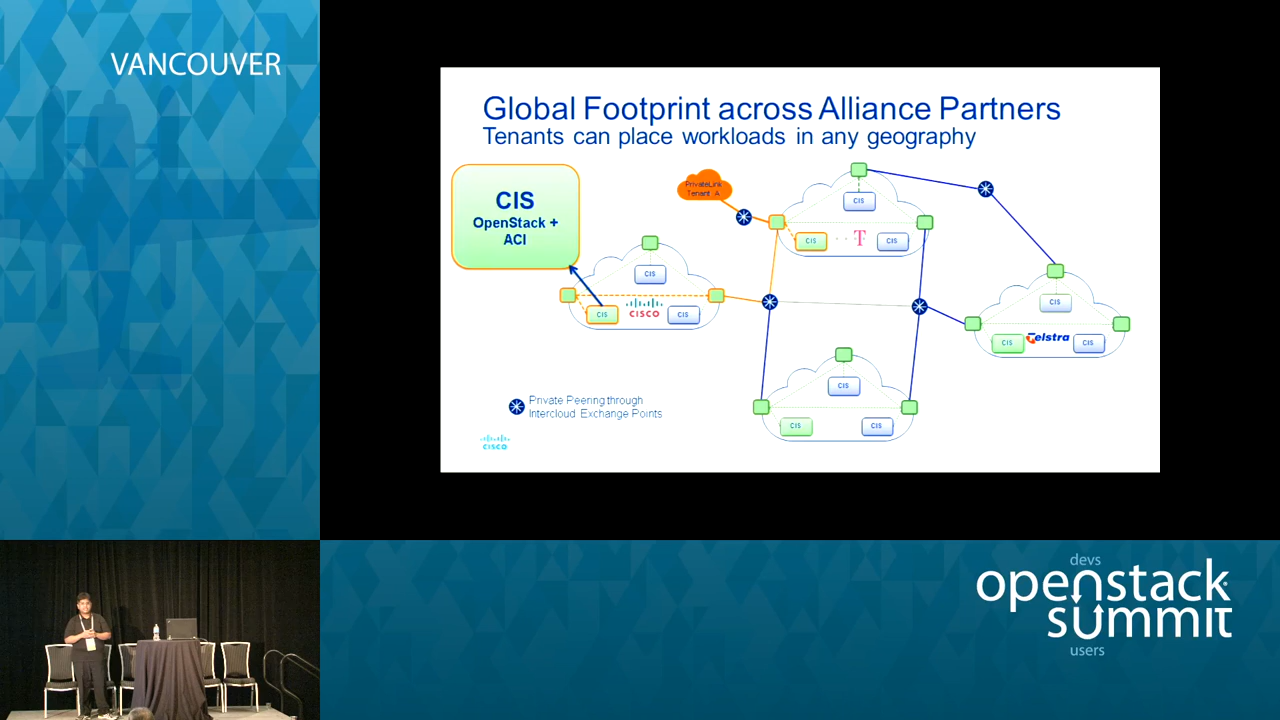 VANCOUVER
Global Footprint across Alliance Partners
Tenants can place workloads in any geography
CIS
OpenStack +
ACI
PrivateLink
Tenant A
CIS
CIS
T
CIS
CIS
CIS
CISCO
CIS
CIS
CIS
Telstra
CIS
CIS
CIS
CIS
Private Peering through
Intercloud Exchange Points
CISCO
devs
openstack
summit
users